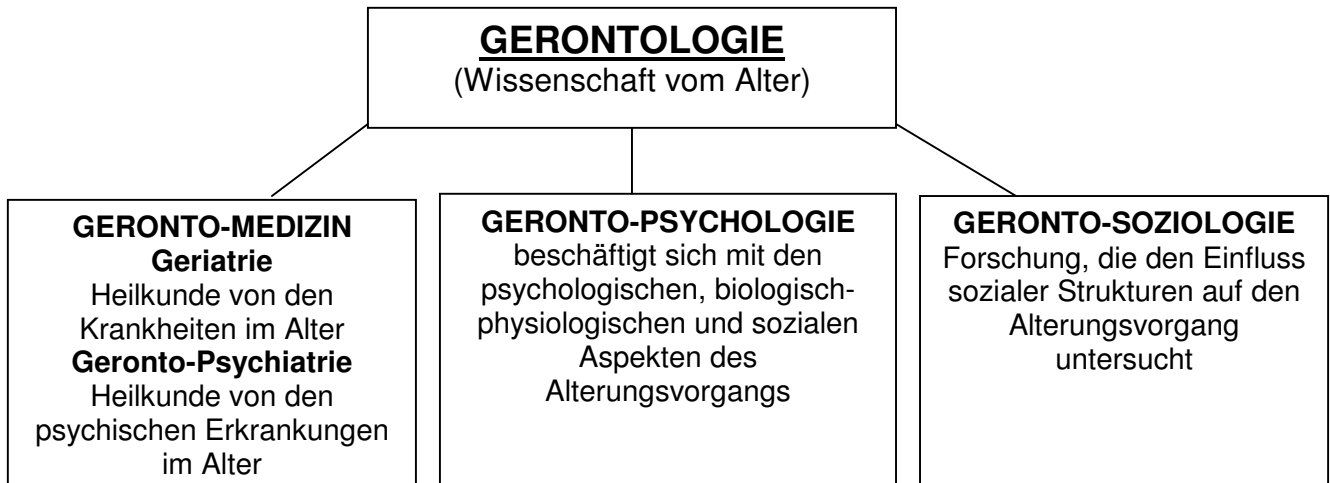 GERONTOLOGIE
(Wissenschaft vom Alter)
GERONTO-MEDIZIN
Geriatrie
Heilkunde von den
Krankheiten im Alter
Geronto-Psychiatrie
Heilkunde von den
psychischen Erkrankungen
im Alter
GERONTO-PSYCHOLOGIE
beschäftigt sich mit den
psychologischen, biologisch-
physiologischen und sozialen
Aspekten des
Alterungsvorgangs
GERONTO-SOZIOLOGIE
Forschung, die den Einfluss
sozialer Strukturen auf den
Alterungsvorgang
untersucht